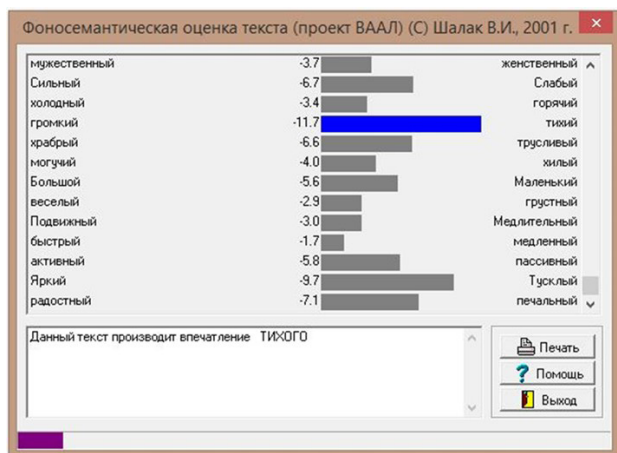 Фоносемантическая оценка текста (проект ВААЛ) (С) Шалак В.И., 2001 г.
мужественный -3.7 женственный
Сильный -6.7 Слабый
холодный -3.4 горячий
громкий -11.7 тихий
храбрый -6.6 трусливый
могучий -4.0 хилый
Большой -5.6 Маленький
веселый -2.9 грустный
Подвижный -3.0 Медлительный
быстрый -1.7 медленный
активный -5.8 пассивный
Яркий -9.7 Тусклый
радостный -7.1 печальный
Данный текст производит впечатление ТИХОГО
Печать
Помощь
Выход